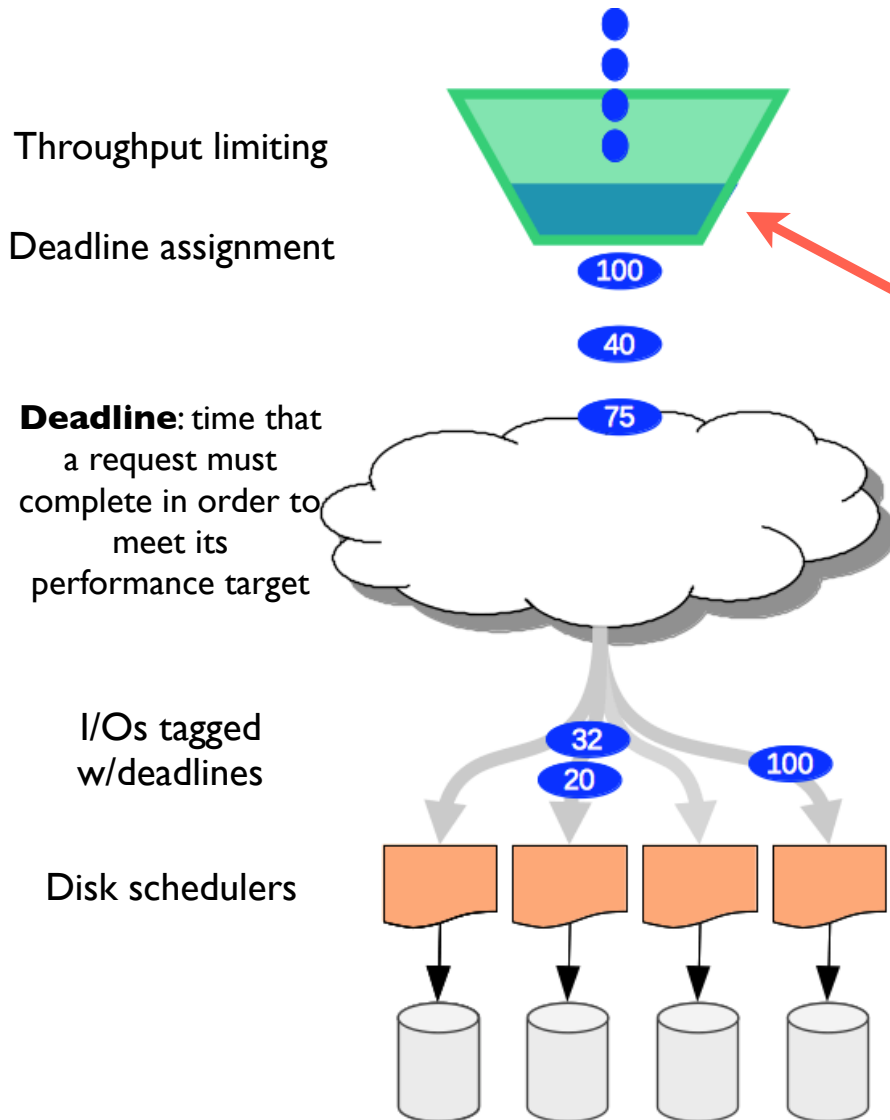 Throughput limiting
Deadline assignment
100
40
75
Deadline: time that
a request must
complete in order to
meet its
performance target
I/Os tagged
w/deadlines
32
20
100
Disk schedulers